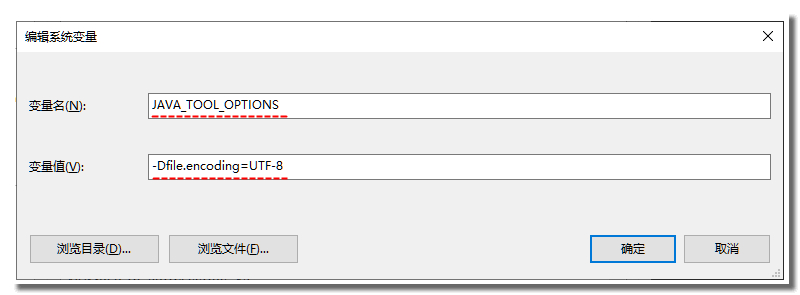 编辑系统变量
变量名(N): JAVA_TOOL_OPTIONS
变量值(V): -Dfile.encoding=UTF-8
浏览目录(D)... 浏览文件(F)... 确定 取消